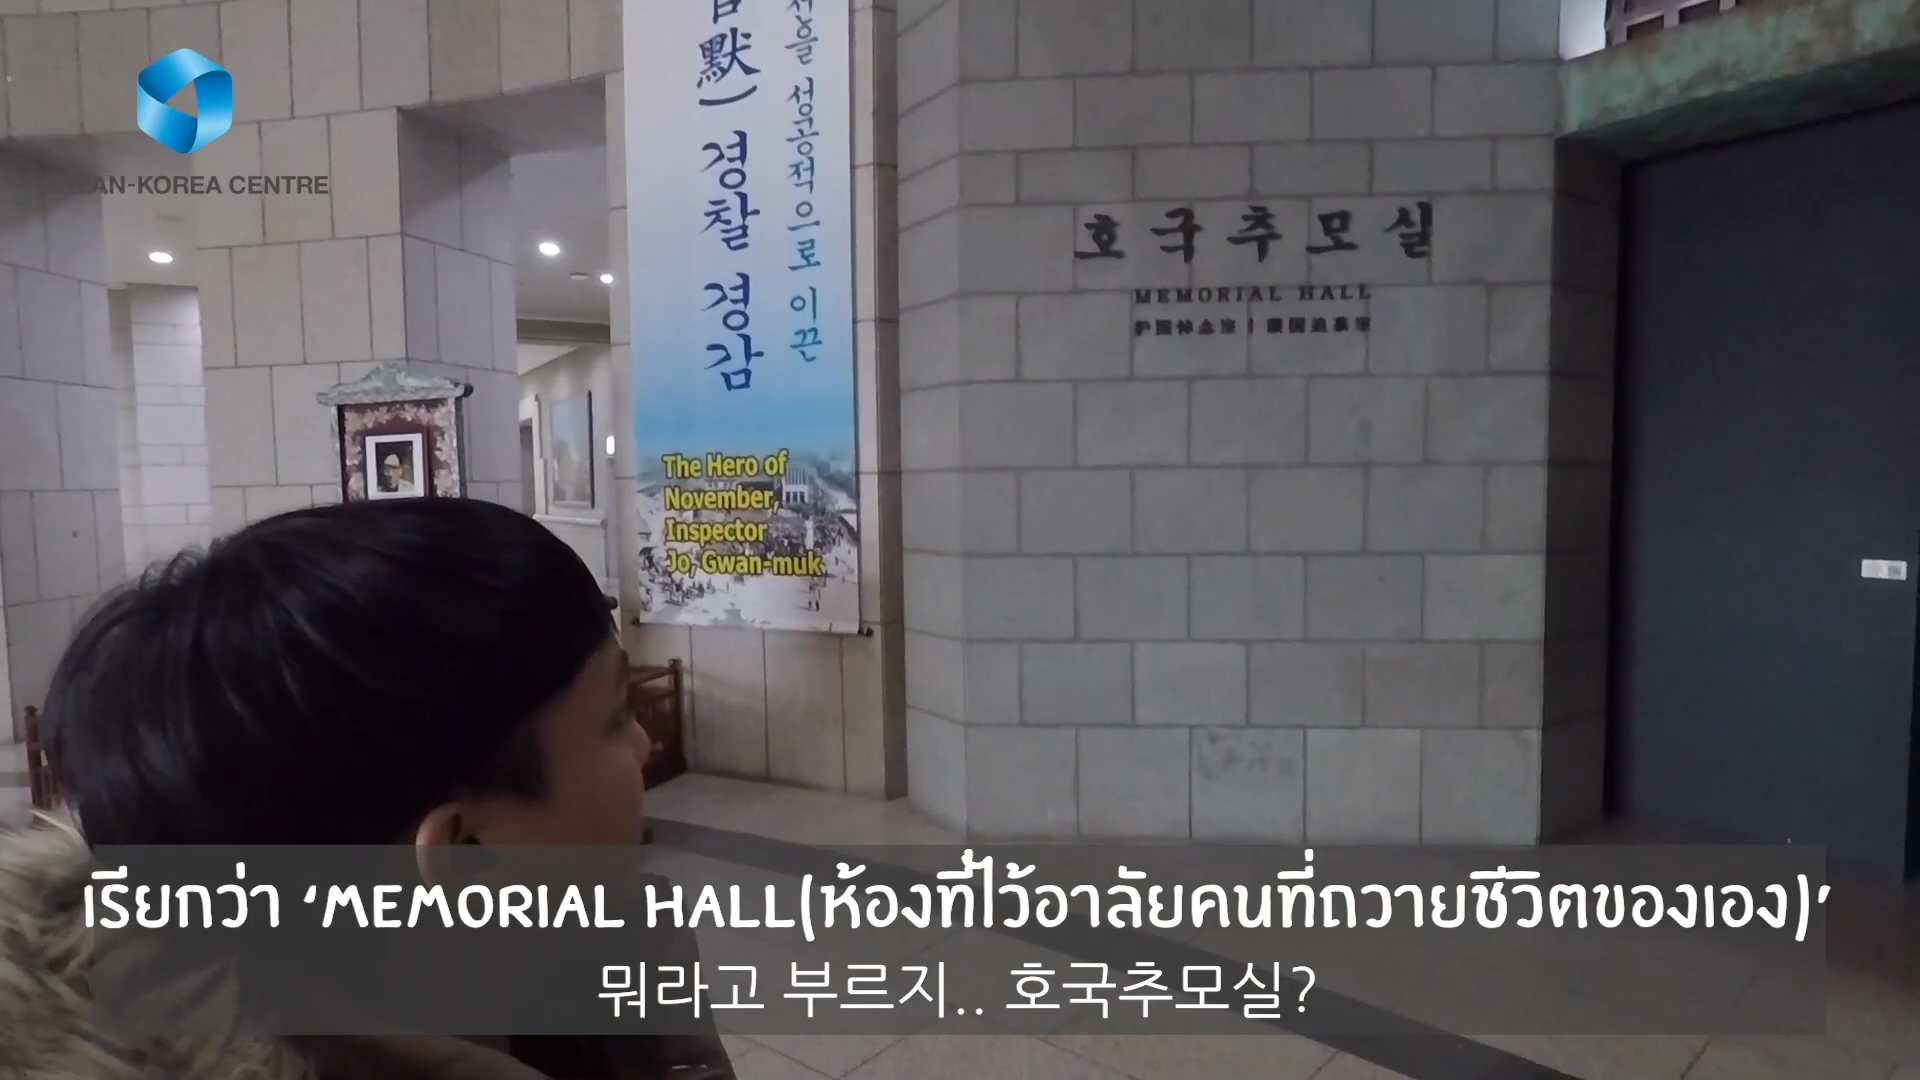 默) 경찰 경감
성공적으로 이끈
The Hero of
November,
Inspector
Jo, Gwan-muk
호국추모실
MEMORIAL HALL
AN-KOREA CENTRE
เรียกว่า ‘MEMORIAL HALL(ห้องที่ไว้อาลัยคนที่ถวายชีวิตของเอง)’
뭐라고 부르지.. 호국추모실?